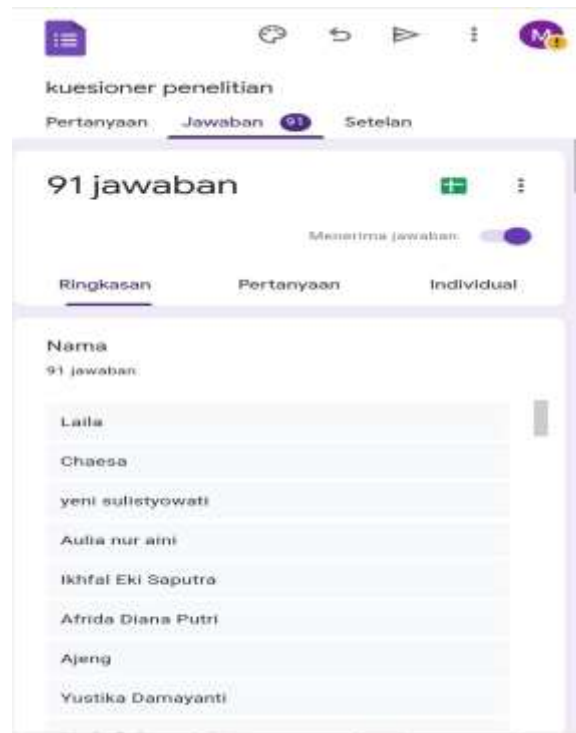 M
kuesioner penelitian
Pertanyaan Jawaban 91 Setelan
91 jawaban
Menerima jawaban
Ringkasan Pertanyaan Individual
Nama
91 jawaban
Laila
Chaesa
yeni sulistyowati
Aulia nur aini
Ikhfal Eki Saputra
Afrida Diana Putri
Ajeng
Yustika Damayanti